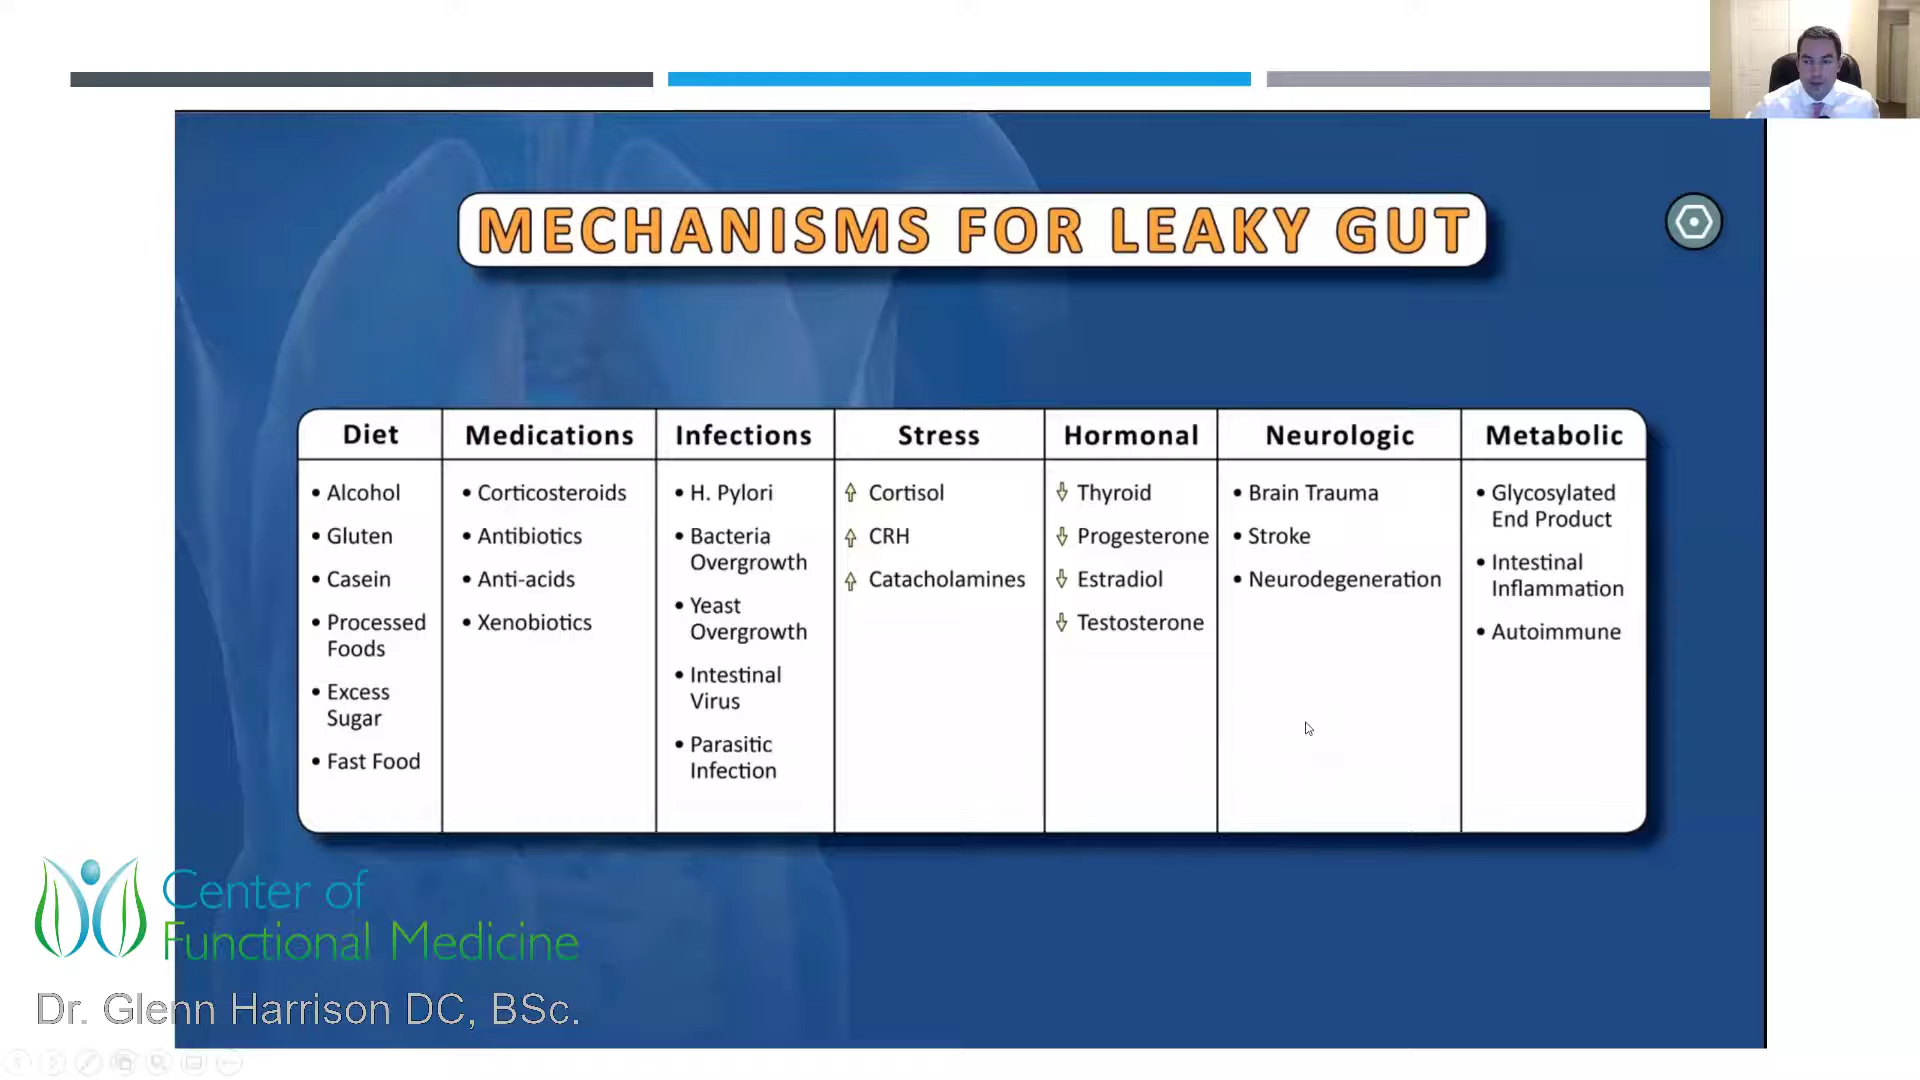 MECHANISMS FOR LEAKY GUT
Diet
• Alcohol
• Gluten
• Casein
• Processed
Foods
• Excess
Sugar
• Fast Food
Medications
• Corticosteroids
• Antibiotics
• Anti-acids
• Xenobiotics
Infections
• H. Pylori
• Bacteria
Overgrowth
• Yeast
Overgrowth
• Intestinal
Virus
• Parasitic
Infection
Stress
⇧ Cortisol
⇧ CRH
⇧ Catacholamines
Hormonal
⇩ Thyroid
⇩ Progesterone
⇩ Estradiol
⇩ Testosterone
Neurologic
• Brain Trauma
• Stroke
• Neurodegeneration
Metabolic
• Glycosylated
End Product
• Intestinal
Inflammation
• Autoimmune
Center of
Functional Medicine
Dr. Glenn Harrison DC, BSc.